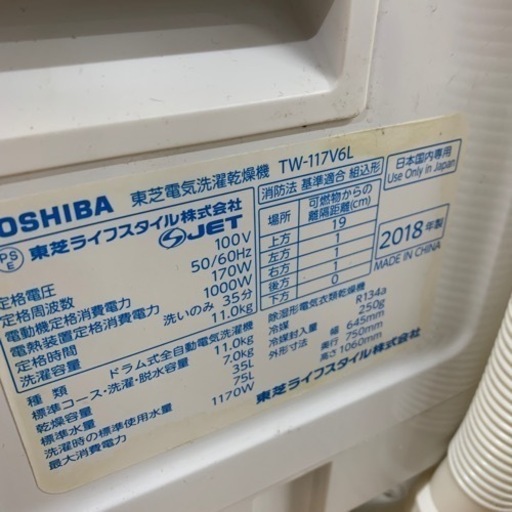 OSHIBA 東芝電気洗濯乾燥機 TW-117V6L
PS
E
東芝ライフスタイル株式会社
JET
定格電圧 100V
定格周波数 50/60Hz
電動機定格消費電力 170W
電熱装置定格消費電力 1000W
定格時間 洗いのみ 35分
洗濯容量 11.0kg
種類 ドラム式全自動電気洗濯機
標準コース・洗濯・脱水容量 11.0kg
乾燥容量 7.0kg
標準水量 35L
洗濯時の標準使用水量 75L
最大消費電力 1170W
消防法 基準適合 組込形
場所 可燃物からの離隔距離(cm)
上方 19
左方 1
右方 1
後方 1
下方 0
除湿形電気衣類乾燥機
冷媒 R134a
冷媒封入量 250g
外形寸法 幅 645mm
奥行 750mm
高さ 1060mm
東芝ライフスタイル株式会社
日本国内専用
Use Only in Japan
2018年製
MADE IN CHINA